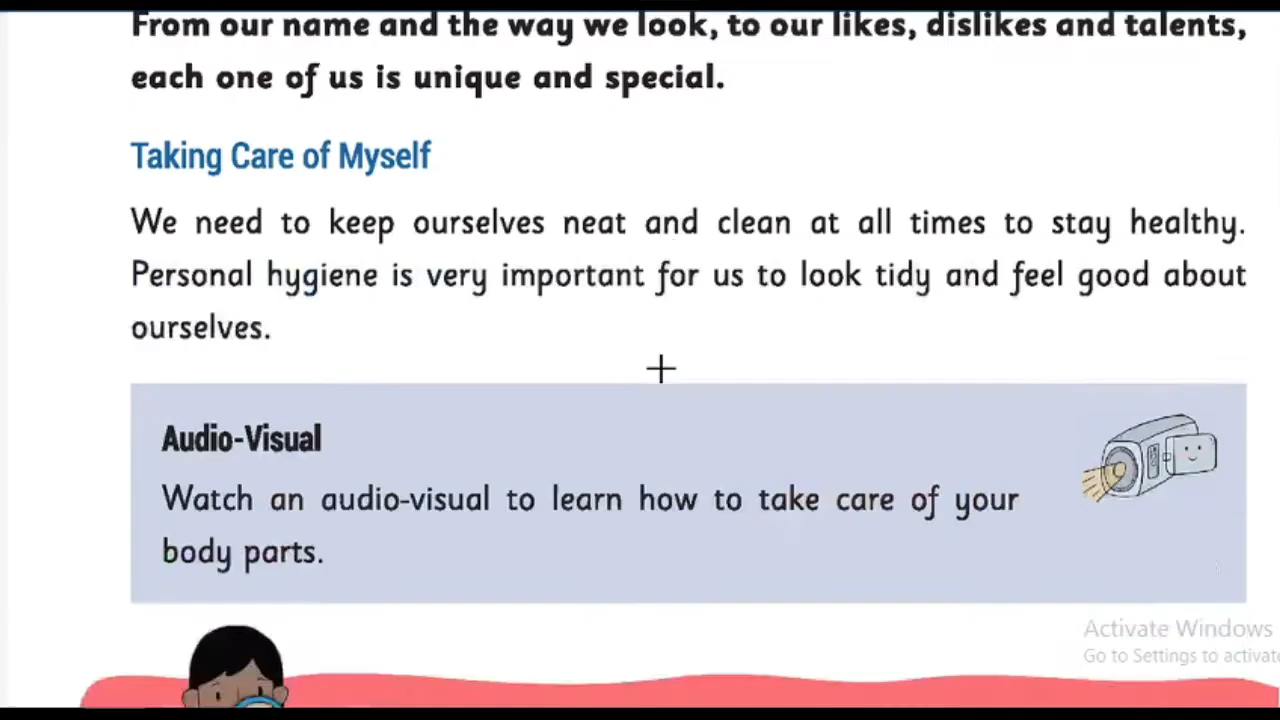 From our name and the way we look, to our likes, dislikes and talents,
each one of us is unique and special.
Taking Care of Myself
We need to keep ourselves neat and clean at all times to stay healthy.
Personal hygiene is very important for us to look tidy and feel good about
ourselves.
Audio-Visual
Watch an audio-visual to learn how to take care of your
body parts.
Activate Windows
Go to Settings to activate